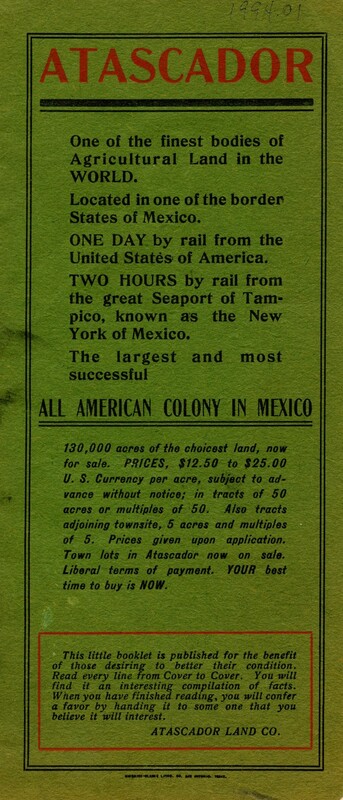 1994.01
ATASCADOR
One of the finest bodies of
Agricultural Land in the
WORLD.
Located in one of the border
States of Mexico.
ONE DAY by rail from the
United States of America.
TWO HOURS by rail from
the great Seaport of Tam-
pico, known as the New
York of Mexico.
The largest and most
successful
ALL AMERICAN COLONY IN MEXICO
130,000 acres of the choicest land, now
for sale. PRICES, $12.50 to $25.00
U. S. Currency per acre, subject to ad-
vance without notice; in tracts of 50
acres or multiples of 50. Also tracts
adjoining townsite, 5 acres and multiples
of 5. Prices given upon application.
Town lots in Atascador now on sale.
Liberal terms of payment. YOUR best
time to buy is NOW.
This little booklet is published for the benefit
of those desiring to better their condition.
Read every line from Cover to Cover. You will
find it an interesting compilation of facts.
When you have finished reading, you will confer
a favor by handing it to some one that you
believe it will interest.
ATASCADOR LAND CO.